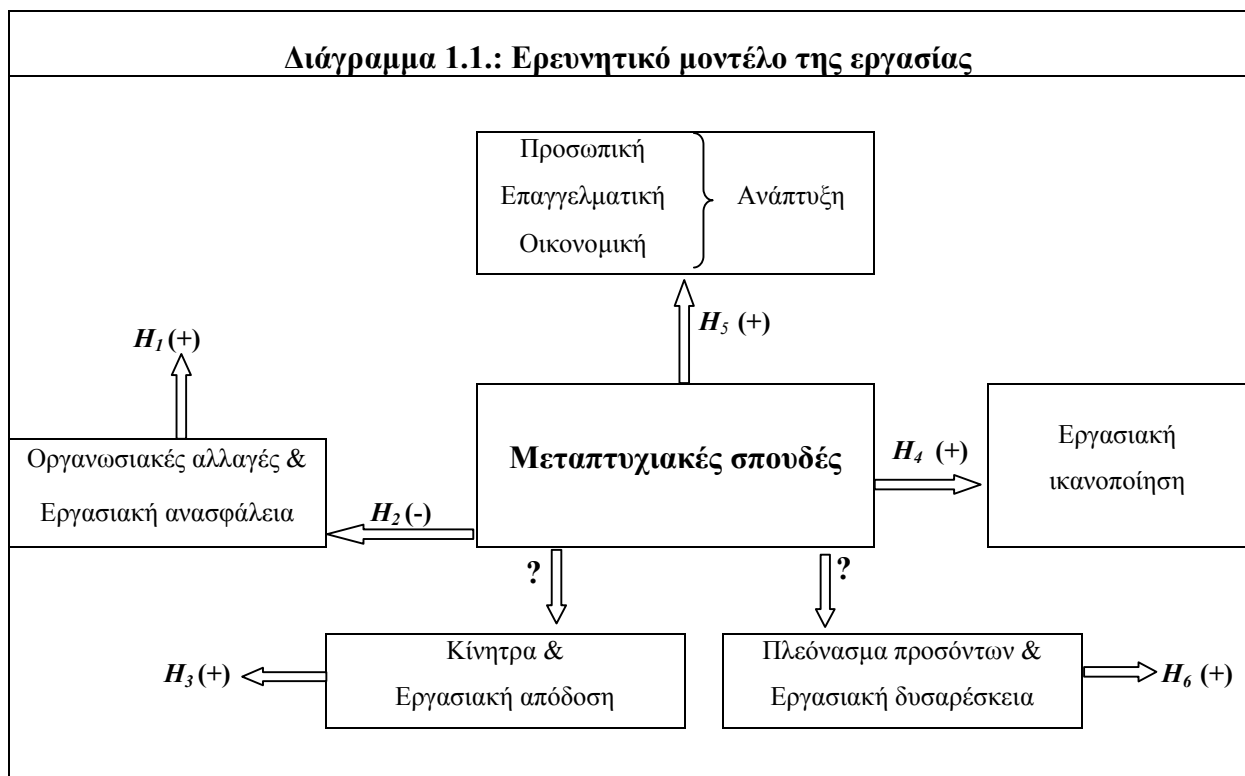 Διάγραμμα 1.1.: Ερευνητικό μοντέλο της εργασίας
Προσωπική
Επαγγελματική
Οικονομική
Ανάπτυξη
H5 (+)
H1 (+)
Οργανωσιακές αλλαγές &
Εργασιακή ανασφάλεια
H2 (-)
Μεταπτυχιακές σπουδές
H4 (+)
Εργασιακή
ικανοποίηση
?
?
H3 (+)
Κίνητρα &
Εργασιακή απόδοση
Πλεόνασμα προσόντων &
Εργασιακή δυσαρέσκεια
H6 (+)